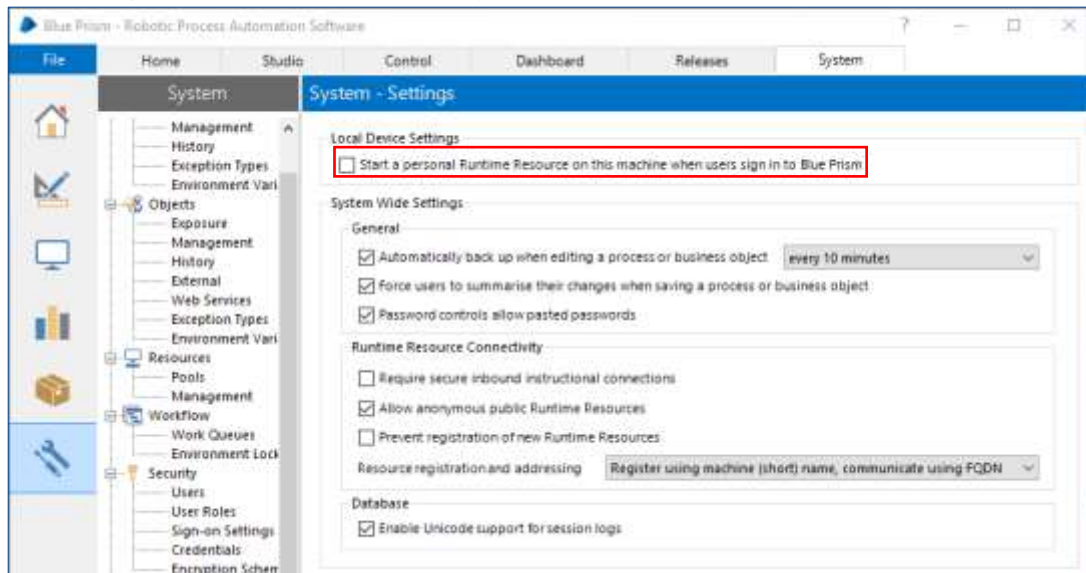 Blue Prism - Robotic Process Automation Software
File Home Studio Control Dashboard Releases System
System
System - Settings
Management
History
Exception Types
Environment Vari
Objects
Exposure
Management
History
External
Web Services
Exception Types
Environment Vari
Resources
Pools
Management
Workflow
Work Queues
Environment Lock
Security
Users
User Roles
Sign-on Settings
Credentials
Encryption Schem
Local Device Settings
Start a personal Runtime Resource on this machine when users sign in to Blue Prism
System Wide Settings
General
Automatically back up when editing a process or business object every 10 minutes
Force users to summarise their changes when saving a process or business object
Password controls allow pasted passwords
Runtime Resource Connectivity
Require secure inbound instructional connections
Allow anonymous public Runtime Resources
Prevent registration of new Runtime Resources
Resource registration and addressing Register using machine (short) name, communicate using FQDN
Database
Enable Unicode support for session logs